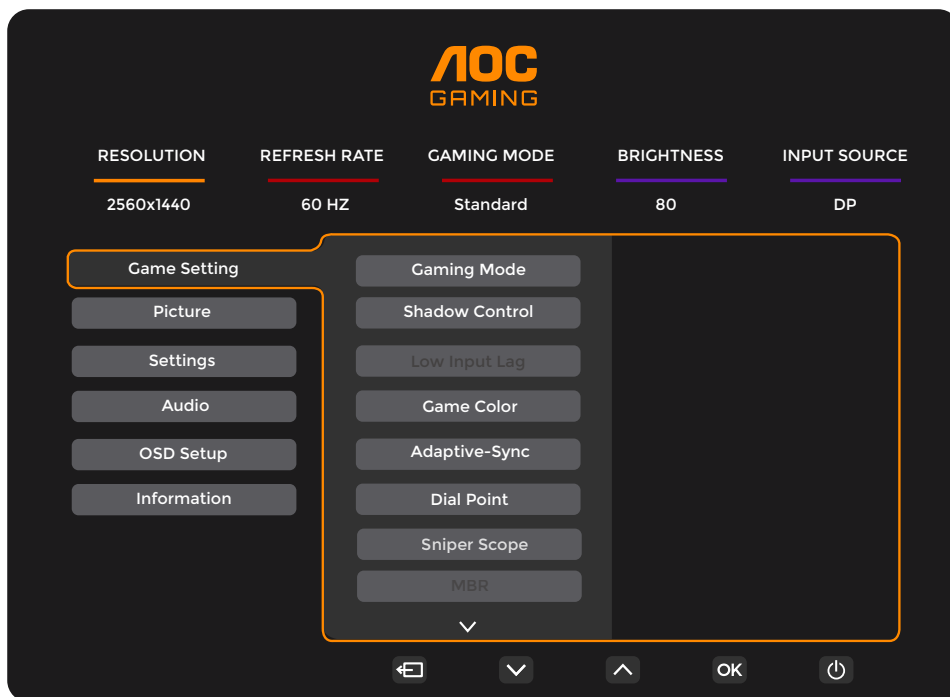 AOC
GAMING
RESOLUTION REFRESH RATE GAMING MODE BRIGHTNESS INPUT SOURCE
2560x1440 60 HZ Standard 80 DP
Game Setting
Picture
Settings
Audio
OSD Setup
Information
Gaming Mode
Shadow Control
Low Input Lag
Game Color
Adaptive-Sync
Dial Point
Sniper Scope
MBR
OK